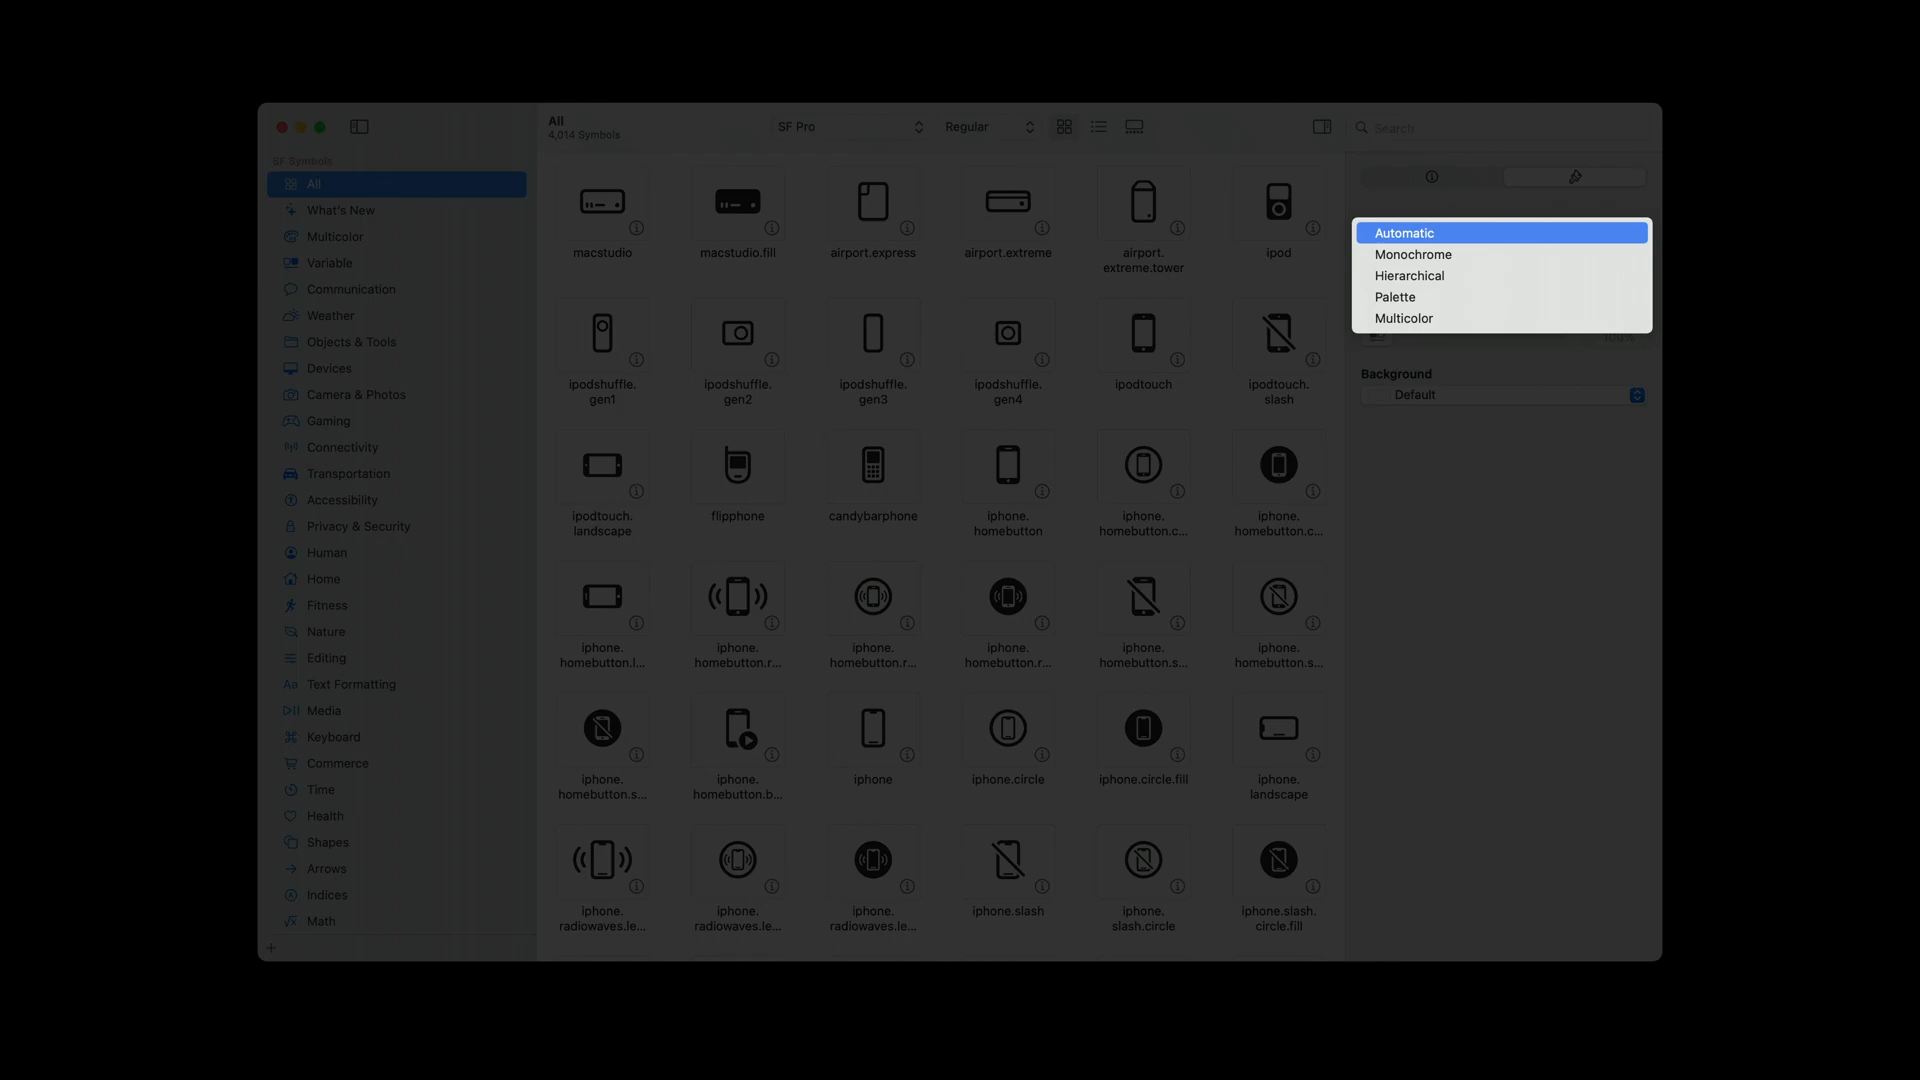 All
4,014 Symbols
SF Pro
Regular
Search
SF Symbols
All
What's New
Multicolor
Variable
Communication
Weather
Objects & Tools
Devices
Camera & Photos
Gaming
Connectivity
Transportation
Accessibility
Privacy & Security
Human
Home
Fitness
Nature
Editing
Aa Text Formatting
Media
Keyboard
Commerce
Time
Health
Shapes
Arrows
Indices
Math
macstudio
macstudio.fill
airport.express
airport.extreme
airport.
extreme.tower
ipod
ipodshuffle.
gen1
ipodshuffle.
gen2
ipodshuffle.
gen3
ipodshuffle.
gen4
ipodtouch
ipodtouch.
slash
ipodtouch.
landscape
flipphone
candybarphone
iphone.
homebutton
iphone.
homebutton.c...
iphone.
homebutton.c...
iphone.
homebutton.l...
iphone.
homebutton.r...
iphone.
homebutton.r...
iphone.
homebutton.r...
iphone.
homebutton.s...
iphone.
homebutton.s...
iphone.
homebutton.s...
iphone.
homebutton.b...
iphone
iphone.circle
iphone.circle.fill
iphone.
landscape
iphone.
radiowaves.le...
iphone.
radiowaves.le...
iphone.
radiowaves.le...
iphone.slash
iphone.
slash.circle
iphone.slash.
circle.fill
Automatic
Monochrome
Hierarchical
Palette
Multicolor
100%
Background
Default